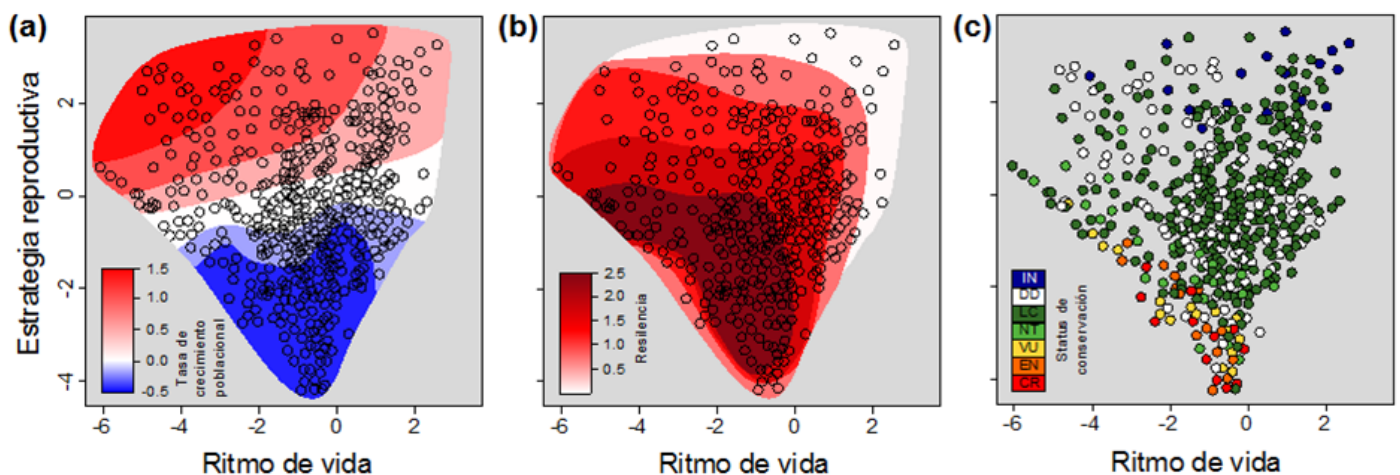 (a)
(b)
(c)
Estrategia reproductiva
2
0
-2
-4
1.5
1.0
0.5
0.0
-0.5
Tasa de
crecimiento
poblacional
-6 -4 -2 0 2
Ritmo de vida
2.5
2.0
1.5
1.0
0.5
Resilencia
-6 -4 -2 0 2
Ritmo de vida
IN
DD
LC
NT
VU
EN
CR
Status de
conservación
-6 -4 -2 0 2
Ritmo de vida